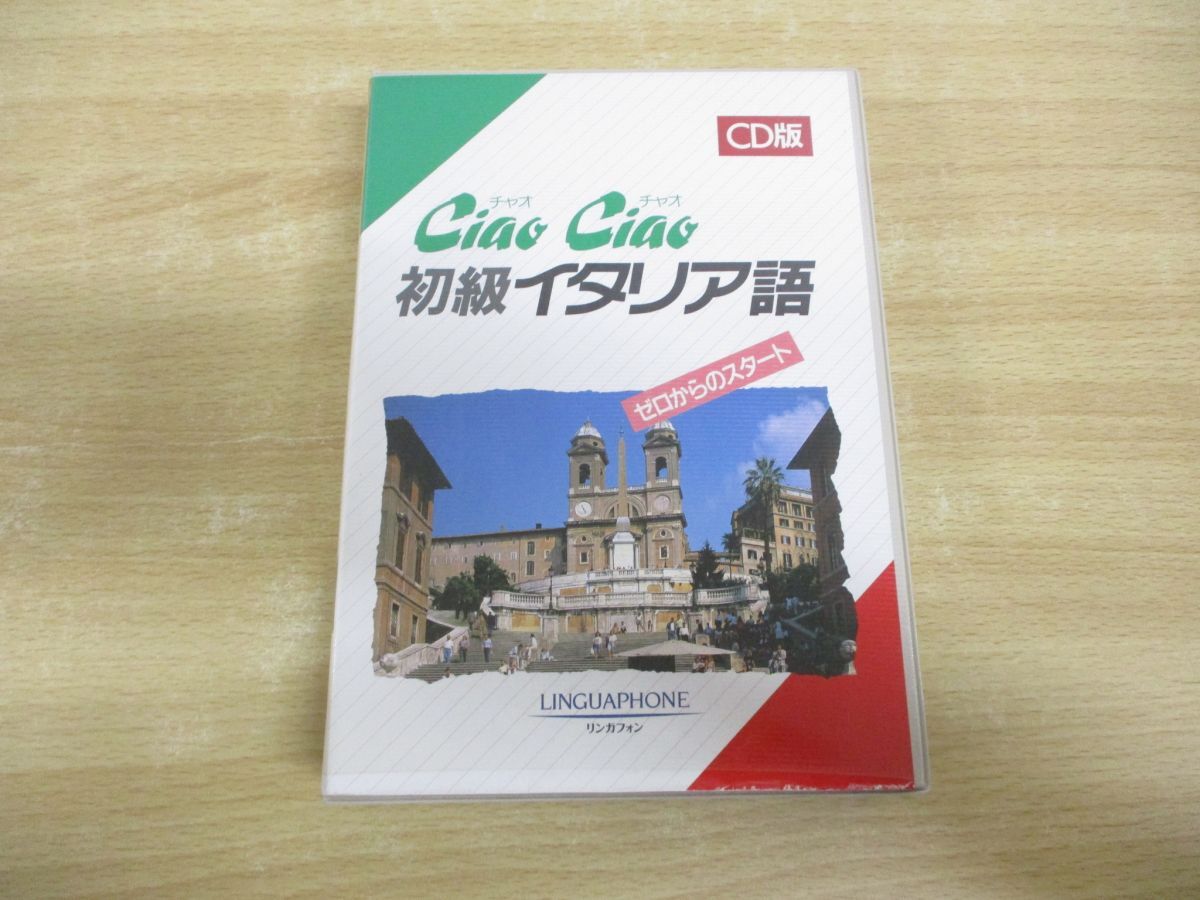 CD版
チャオ チャオ
Ciao Ciao
初級イタリア語
ゼロからのスタート
LINGUAPHONE
リンガフォン